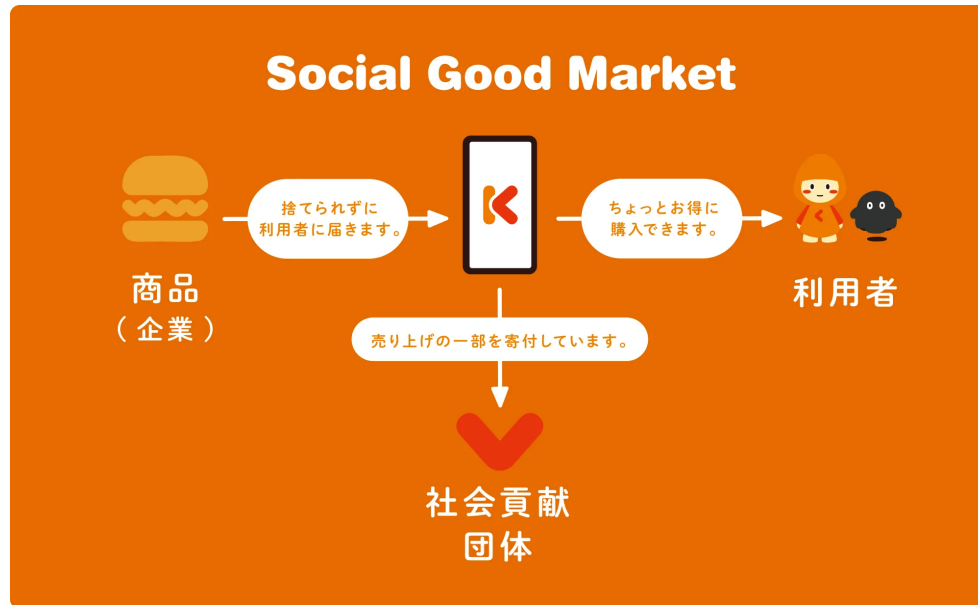 Social Good Market
捨てられずに
利用者に届きます。
ちょっとお得に
購入できます。
商品
（企業）
利用者
売り上げの一部を寄付しています。
社会貢献
団体